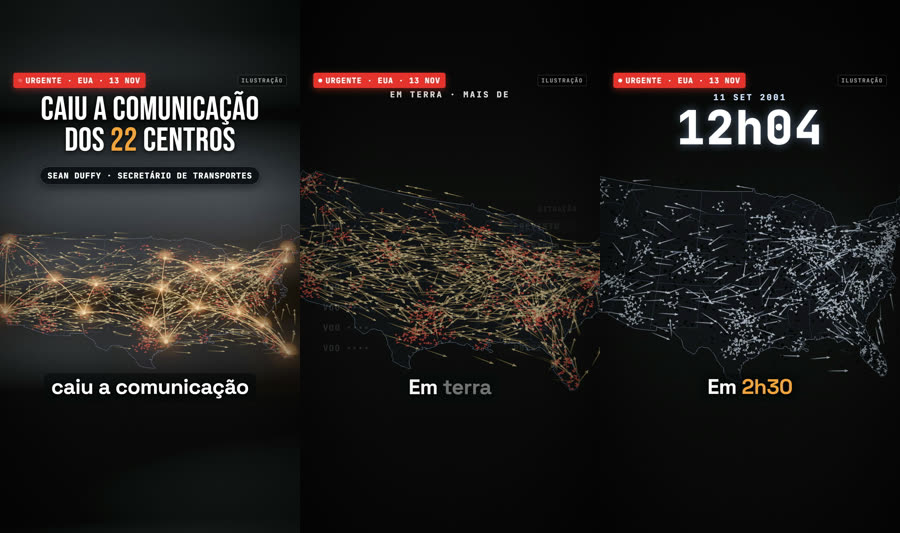 URGENTE · EUA · 13 NOV
ILUSTRAÇÃO
CAIU A COMUNICAÇÃO
DOS 22 CENTROS
SEAN DUFFY · SECRETÁRIO DE TRANSPORTES
caiu a comunicação
URGENTE · EUA · 13 NOV
ILUSTRAÇÃO
EM TERRA · MAIS DE
VOO
VOO
Em terra
URGENTE · EUA · 13 NOV
ILUSTRAÇÃO
11 SET 2001
12h04
Em 2h30